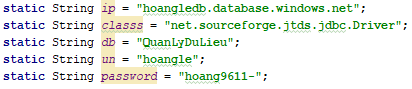 static String ip = "hoangledb.database.windows.net";
static String classs = "net.sourceforge.jtds.jdbc.Driver";
static String db = "QuanLyDuLieu";
static String un = "hoangle";
static String password = "hoang9611-";